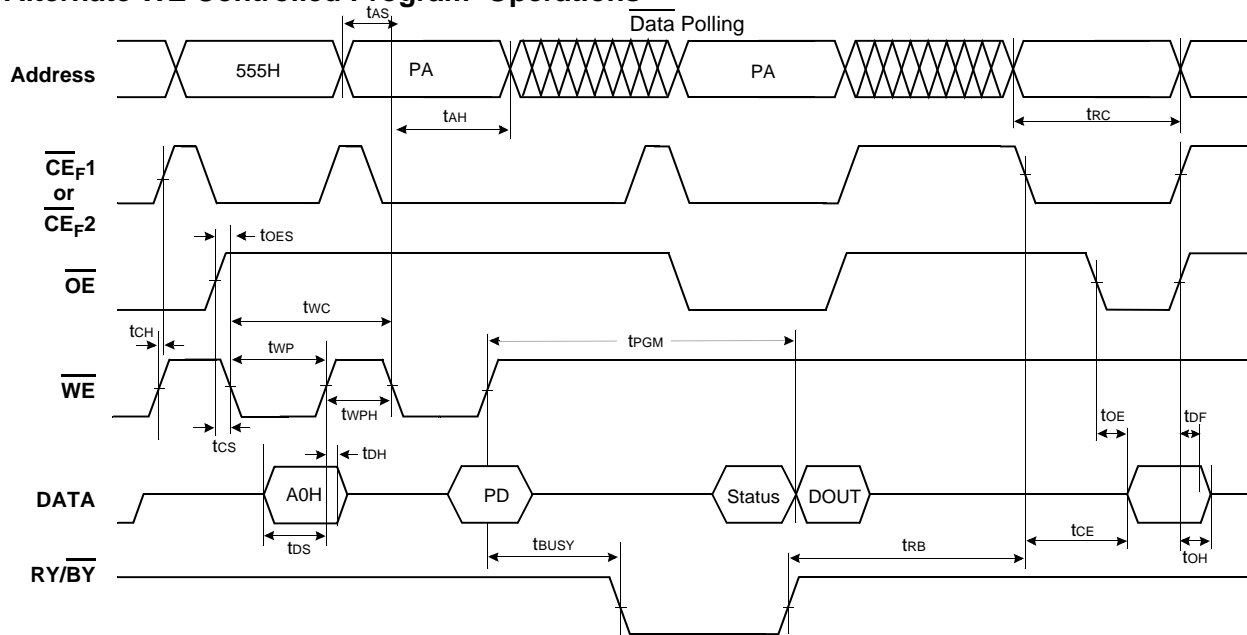 Alternate WE Controlled Program Operations
tAS
Data Polling
Address
555H
PA
PA
tAH
tRC
CEF1
or
CEF2
tOES
OE
tWC
tCH
tWP
tPGM
WE
tWPH
tOE
tDF
tCS
tDH
DATA
A0H
PD
Status
DOUT
tDS
tBUSY
tRB
tCE
tOH
RY/BY